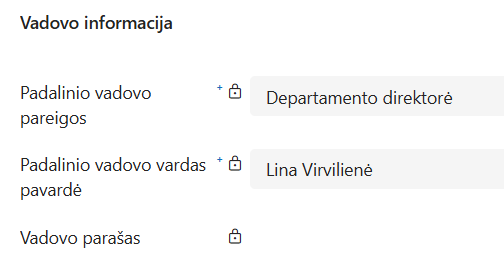 Vadovo informacija
Padalinio vadovo
pareigos
Departamento direktorė
Padalinio vadovo vardas
pavardė
Lina Virvilienė
Vadovo parašas